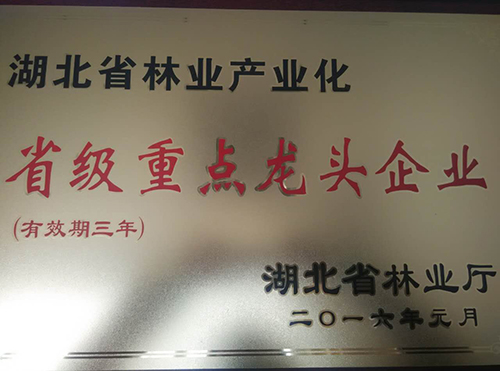 湖北省林业产业化
省级重点龙头企业
(有效期三年)
湖北省林业厅
二〇一六年元月